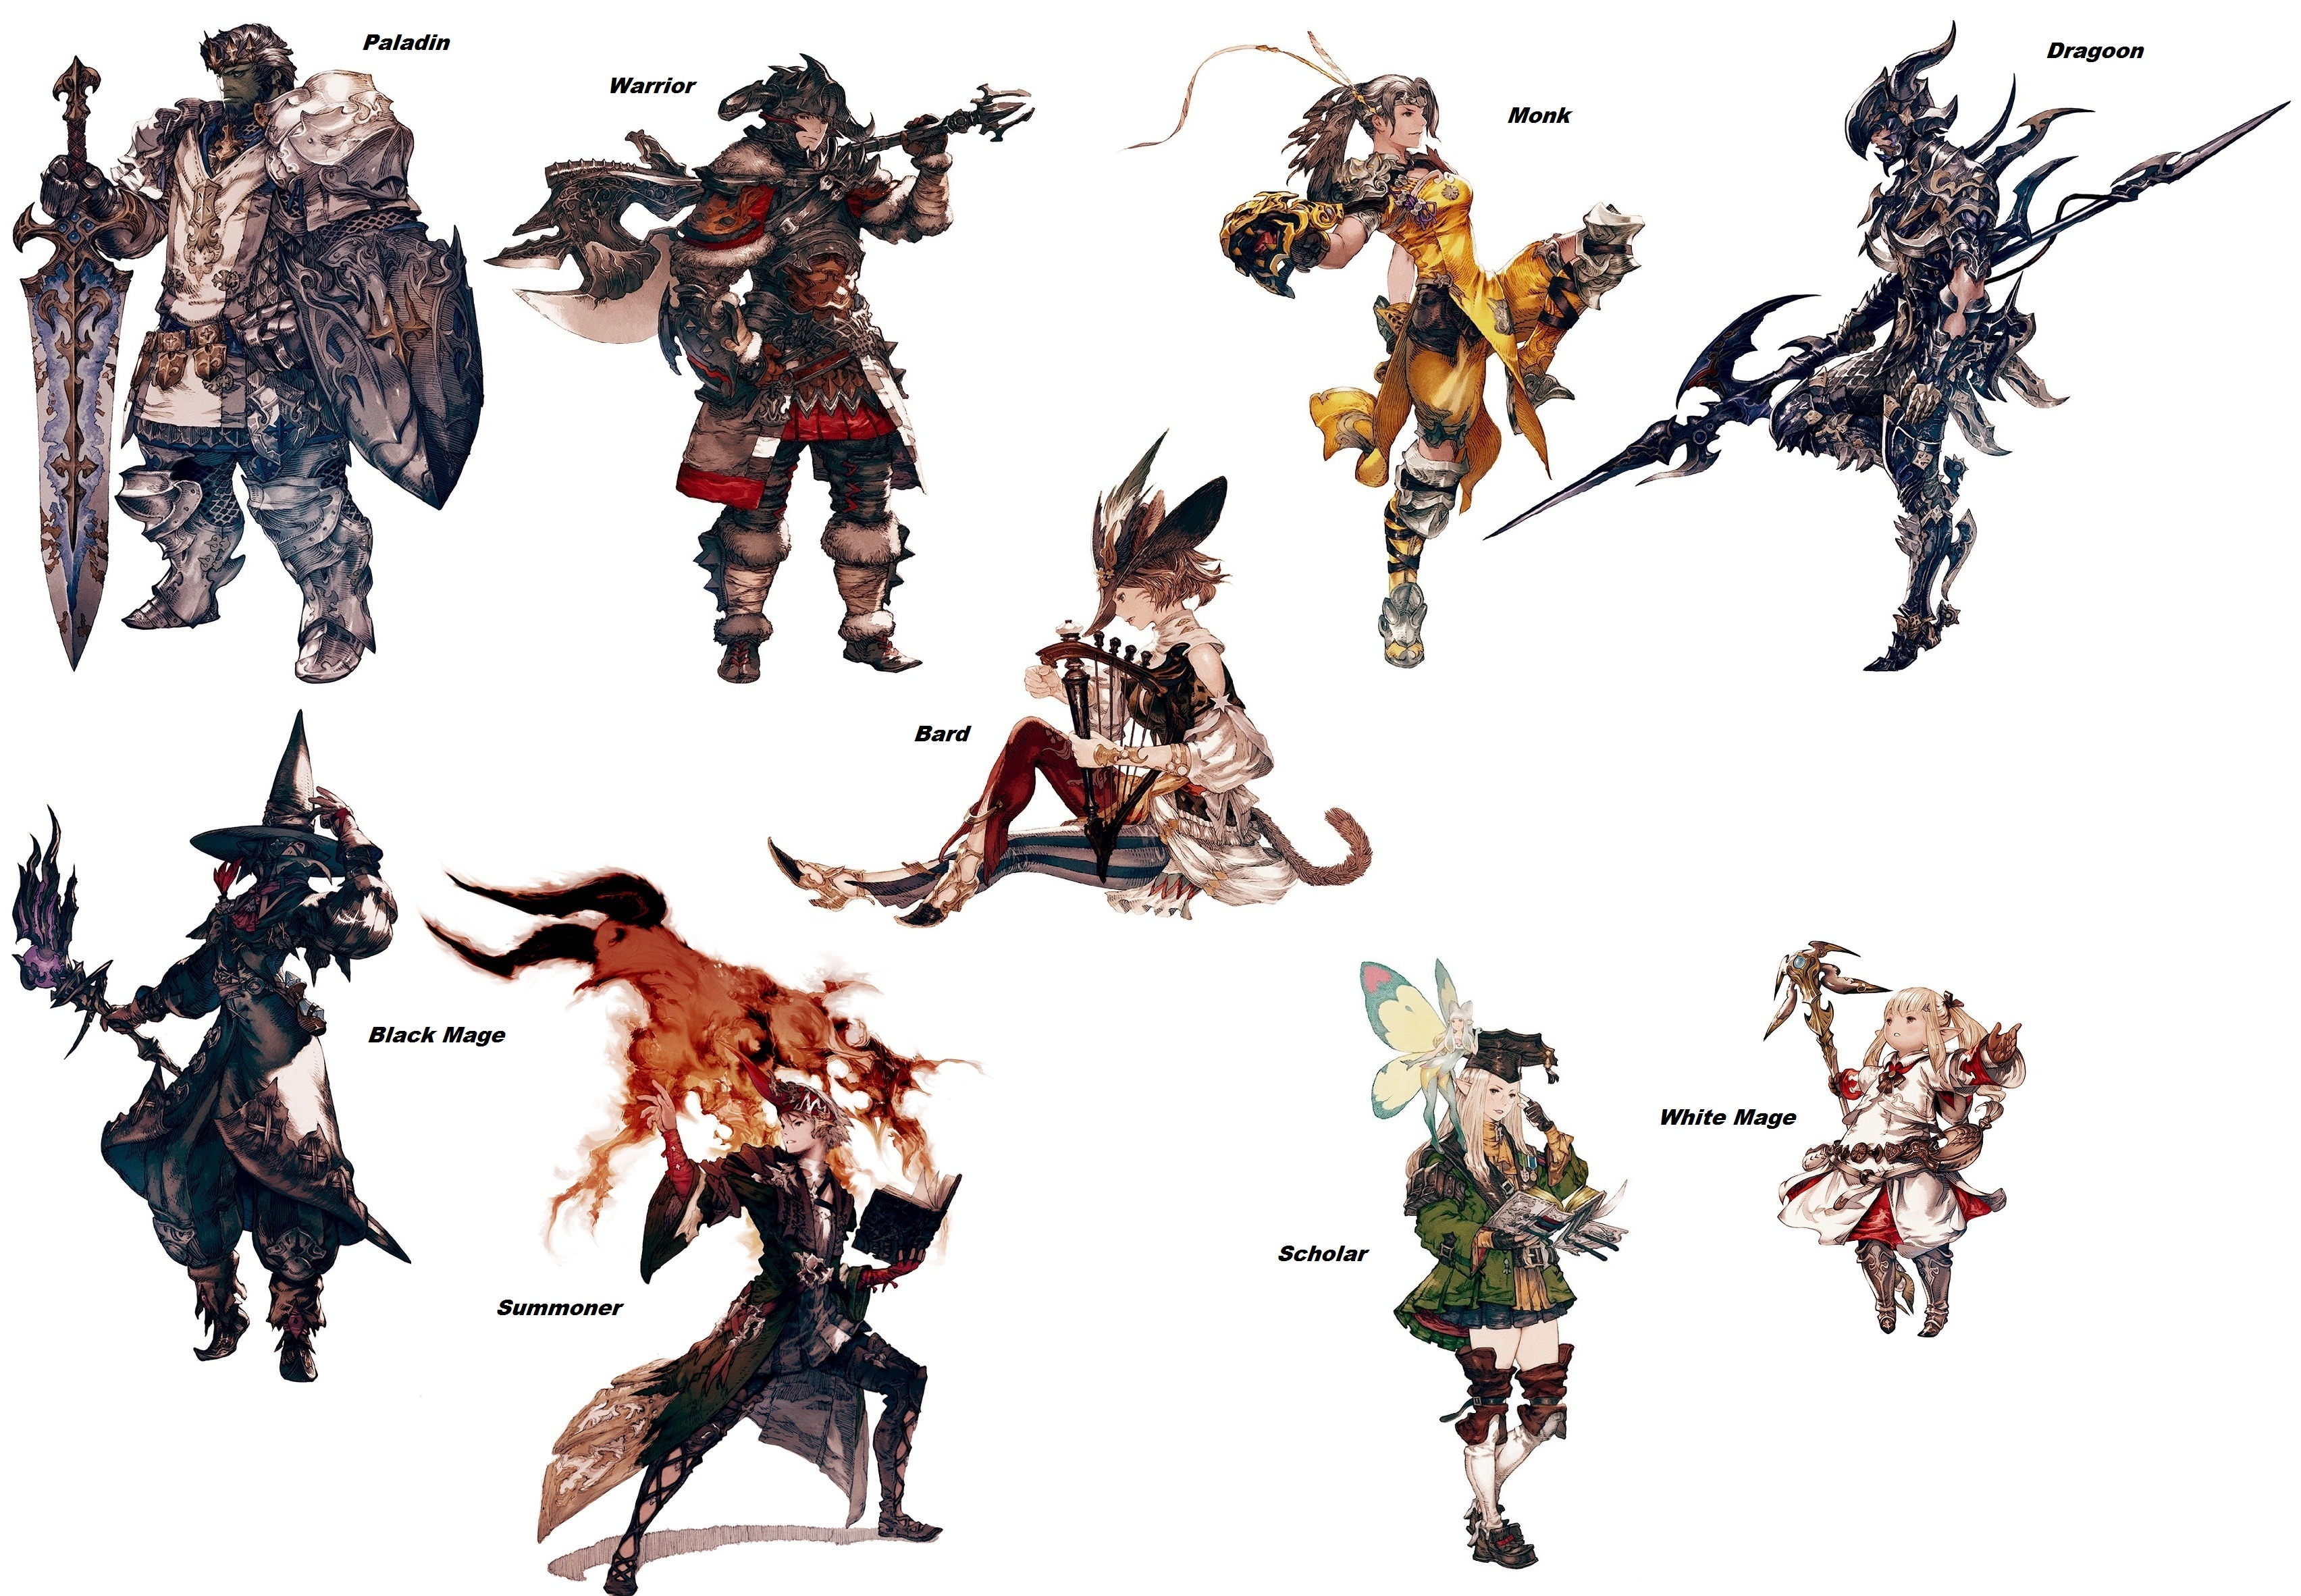 Paladin
Warrior
Monk
Dragoon
Bard
Black Mage
Summoner
Scholar
White Mage